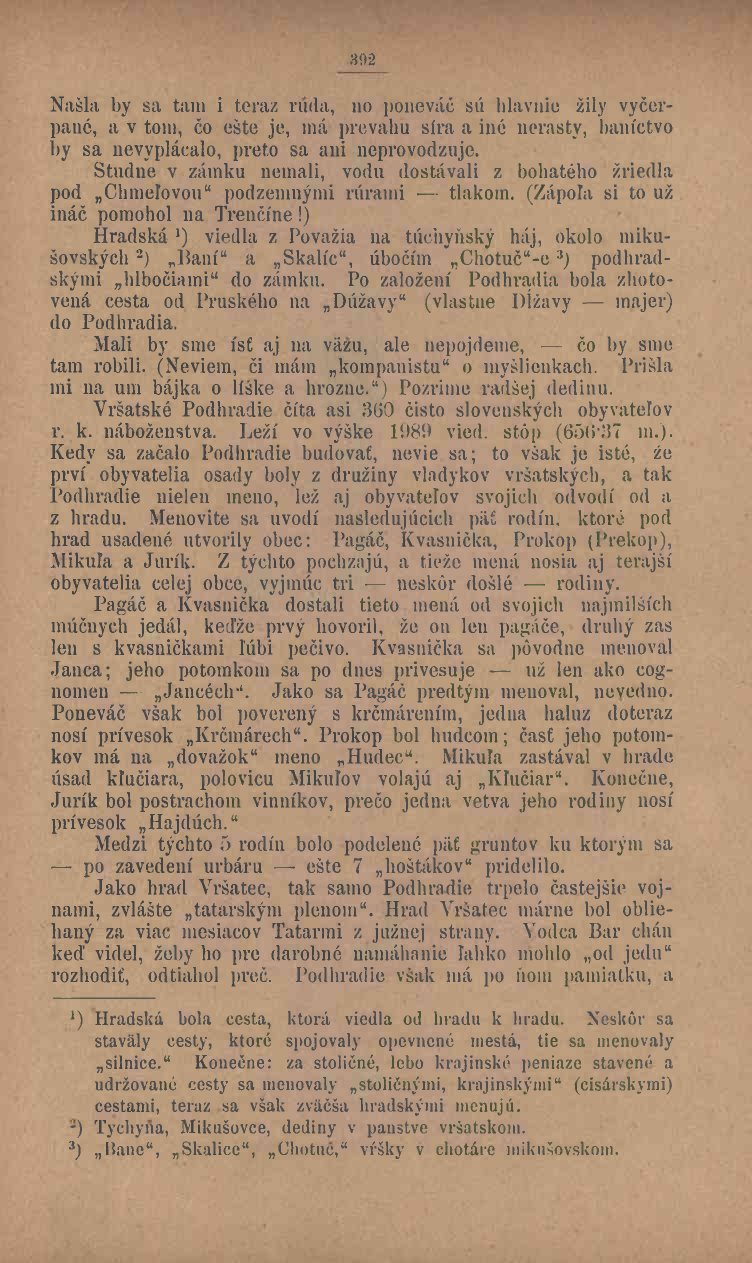 392
Našla by sa tam i teraz rúda, no poneváč sú hlavnie žily vyčer-
pané, a v tom, čo ešte je, má prevahu síra a iné nerasty, baníctvo
by sa nevyplácalo, preto sa ani neprovodzuje.
Studne v zámku nemali, vodu dostávali z bohatého žriedla
pod „Chmeľovou“ podzemnými rúrami — tlakom. (Zápoľa si to už
ináč pomohol na Trenčíne!)
Hradská ¹) viedla z Považia na túchyňský háj, okolo miku-
šovských ²) „Baní“ a „Skalíc“, úbočím „Chotuč“-e ³) podhrad-
skými „hlbočiami“ do zámku. Po založení Podhradia bola zhoto-
vená cesta od Pruského na „Dúžavy“ (vlastne Dĺžavy — majer)
do Podhradia.
Mali by sme ísť aj na väžu, ale nepojdeme, — čo by sme
tam robili. (Neviem, či mám „kompanistu“ o myšlienkach. Prišla
mi na um bájka o líške a hrozne.“) Pozrime radšej dedinu.
Vršatské Podhradie číta asi 360 čisto slovenských obyvateľov
r. k. náboženstva. Leží vo výške 1989 vied. stôp (656·37 m.).
Kedy sa začalo Podhradie budovať, nevie sa; to však je isté, že
prví obyvatelia osady boly z družiny vladykov vršatských, a tak
Podhradie nielen meno, lež aj obyvateľov svojich odvodí od a
z hradu. Menovite sa uvodí nasledujúcich päť rodín, ktoré pod
hrad usadené utvorily obec: Pagáč, Kvasnička, Prokop (Prekop),
Mikuľa a Jurík. Z týchto pochzajú, a tieže mená nosia aj terajší
obyvatelia celej obce, vyjmúc tri — neskôr došlé — rodiny.
Pagáč a Kvasnička dostali tieto mená od svojich najmilších
múčnych jedál, keďže prvý hovoril, že on len pagáče, druhý zas
len s kvasničkami ľúbi pečivo. Kvasnička sa pôvodne menoval
Janca; jeho potomkom sa po dnes privesuje — už len ako cog-
nomen — „Jancéch“. Jako sa Pagáč predtým menoval, nevedno.
Poneváč však bol poverený s krčmárením, jedna haluz doteraz
nosí prívesok „Krčmárech“. Prokop bol hudcom; časť jeho potom-
kov má na „dovažok“ meno „Hudec“. Mikuľa zastával v hrade
úsad kľučiara, polovicu Mikuľov volajú aj „Kľučiar“. Konečne,
Jurík bol postrachom vinníkov, prečo jedna vetva jeho rodiny nosí
prívesok „Hajdúch.“
Medzi týchto 5 rodín bolo podelené päť gruntov ku ktorým sa
— po zavedení urbáru — ešte 7 „hoštákov“ pridelilo.
Jako hrad Vršatec, tak samo Podhradie trpelo častejšie voj-
nami, zvlášte „tatarským plenom“. Hrad Vršatec márne bol oblie-
haný za viac mesiacov Tatarmi z južnej strany. Vodca Bar chán
keď videl, žeby ho pre darobné namáhanie ľahko mohlo „od jedu“
rozhodiť, odtiahol preč. Podhradie však má po ňom pamiatku, a
¹) Hradská bola cesta, ktorá viedla od hradu k hradu. Neskôr sa
staväly cesty, ktoré spojovaly opevnené mestá, tie sa menovaly
„silnice.“ Konečne: za stoličné, lebo krajinské peniaze stavené a
udržované cesty sa menovaly „stoličnými, krajinskými“ (cisárskymi)
cestami, teraz sa však zväčša hradskými menujú.
²) Tychyňa, Mikušovce, dediny v panstve vršatskom.
³) „Bane“, „Skalice“, „Chotuč,“ vŕšky v chotáre mikušovskom.